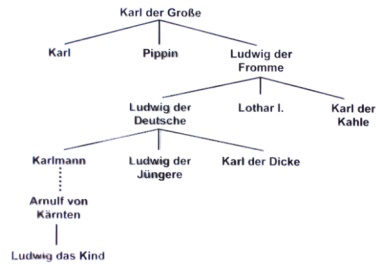 Karl der Große
Karl
Pippin
Ludwig der
Fromme
Ludwig der
Deutsche
Lothar I.
Karl der
Kahle
Karlmann
Ludwig der
Jüngere
Karl der Dicke
Arnulf von
Kärnten
Ludwig das Kind